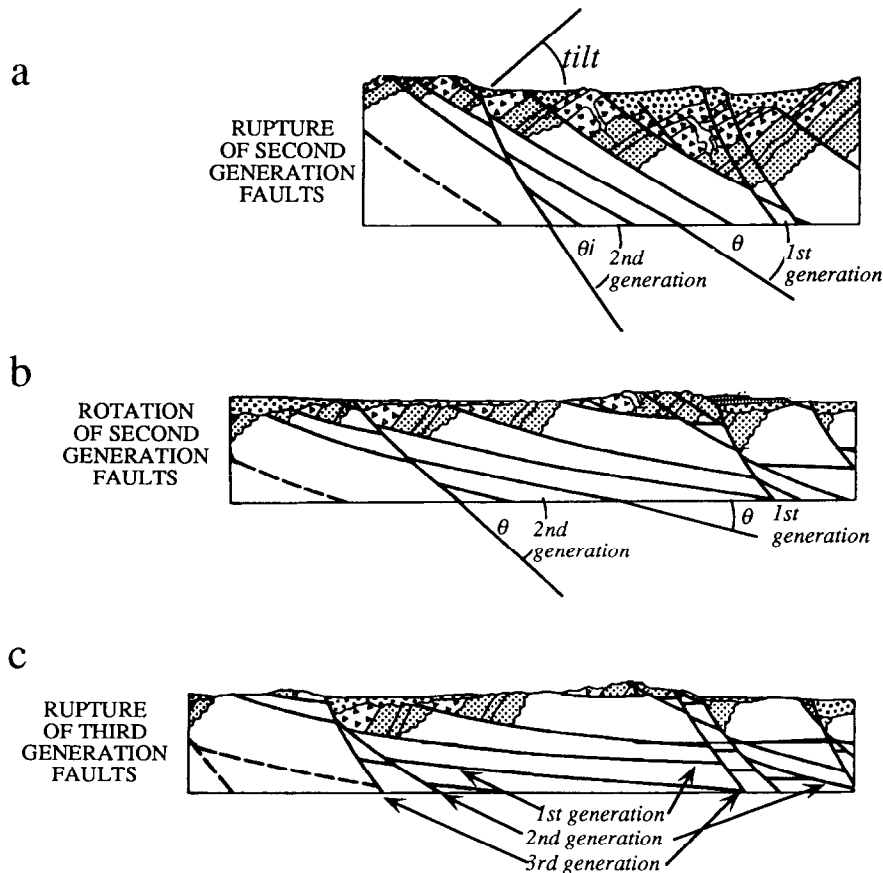 a
tilt
RUPTURE
OF SECOND
GENERATION
FAULTS
θi
2nd
generation
θ
1st
generation
b
ROTATION
OF SECOND
GENERATION
FAULTS
θ
2nd
generation
θ
1st
generation
c
RUPTURE
OF THIRD
GENERATION
FAULTS
1st generation
2nd generation
3rd generation